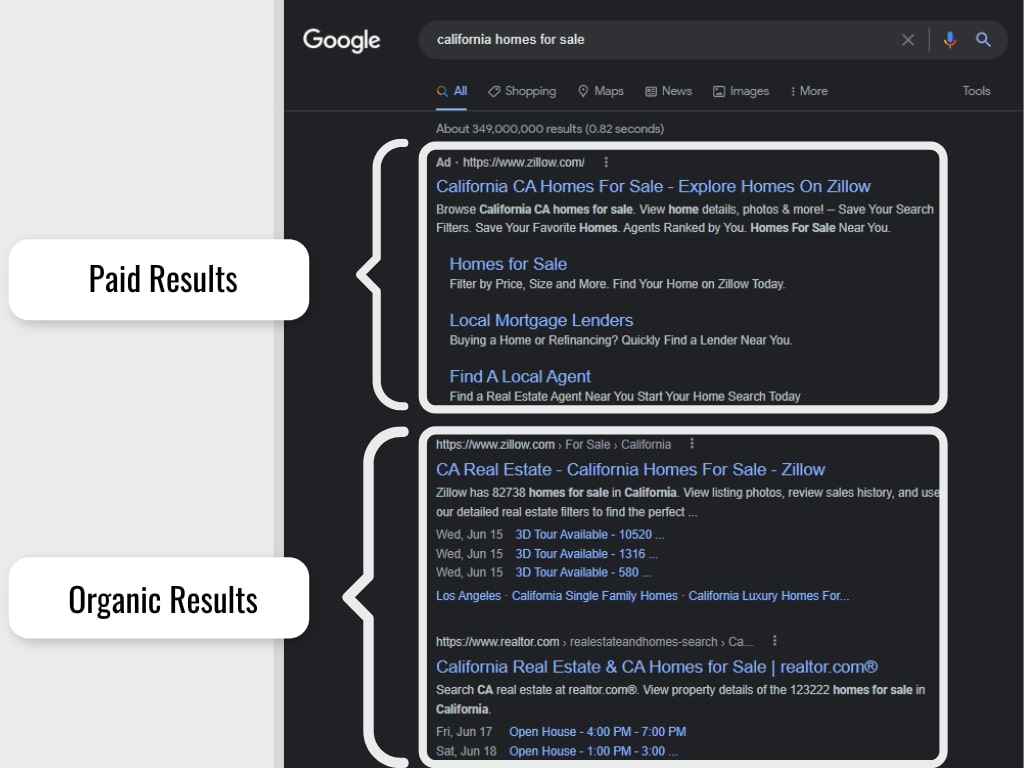 Google
california homes for sale
All Shopping Maps News Images More Tools
About 349,000,000 results (0.82 seconds)
Ad · https://www.zillow.com/
California CA Homes For Sale - Explore Homes On Zillow
Browse California CA homes for sale. View home details, photos & more! – Save Your Search
Filters. Save Your Favorite Homes. Agents Ranked by You. Homes For Sale Near You.
Homes for Sale
Filter by Price, Size and More. Find Your Home on Zillow Today.
Local Mortgage Lenders
Buying a Home or Refinancing? Quickly Find a Lender Near You.
Find A Local Agent
Find a Real Estate Agent Near You Start Your Home Search Today
Paid Results
https://www.zillow.com › For Sale › California
CA Real Estate - California Homes For Sale - Zillow
Zillow has 82738 homes for sale in California. View listing photos, review sales history, and use
our detailed real estate filters to find the perfect ...
Wed, Jun 15 3D Tour Available - 10520 ...
Wed, Jun 15 3D Tour Available - 1316 ...
Wed, Jun 15 3D Tour Available - 580 ...
Los Angeles · California Single Family Homes · California Luxury Homes For...
Organic Results
https://www.realtor.com › realestateandhomes-search › Ca...
California Real Estate & CA Homes for Sale | realtor.com®
Search CA real estate at realtor.com®. View property details of the 123222 homes for sale in
California.
Fri, Jun 17 Open House - 4:00 PM - 7:00 PM
Sat, Jun 18 Open House - 1:00 PM - 3:00 ...